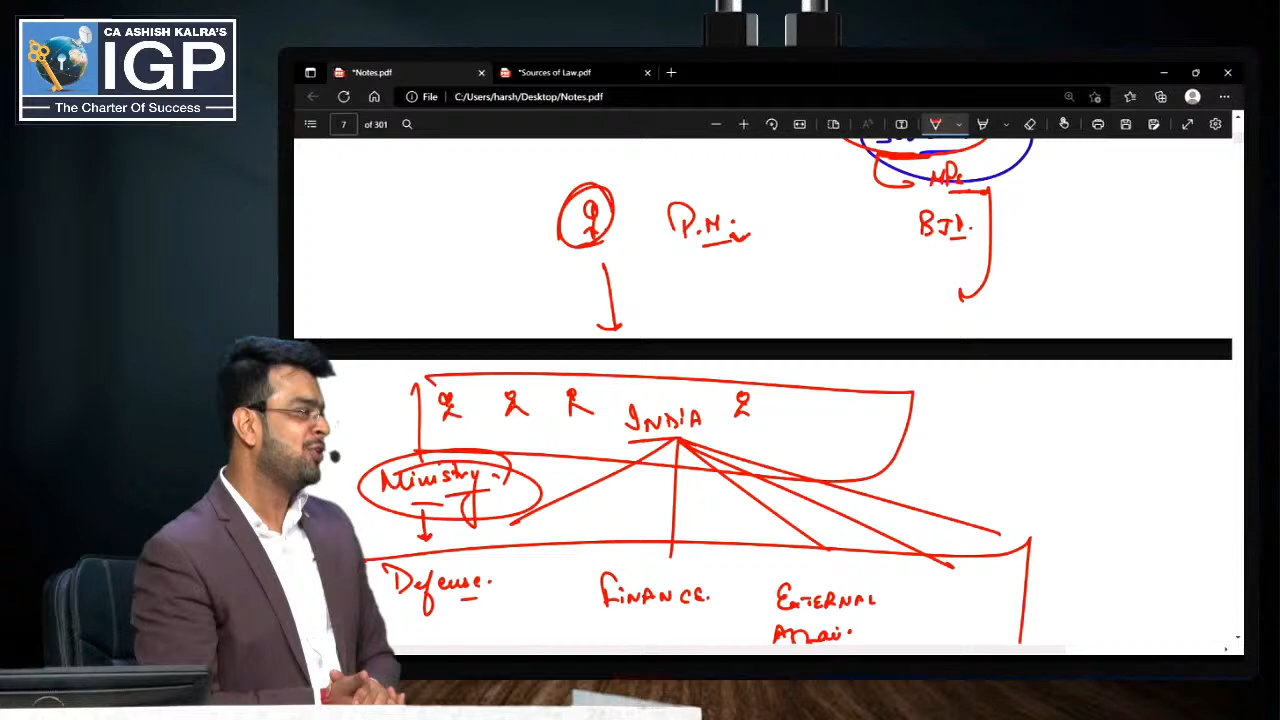 CA ASHISH KALRA'S
IGP
The Charter Of Success
*Notes.pdf
*Sources of Law.pdf
File
C:/Users/harsh/Desktop/Notes.pdf
7 of 301
MPs
P.M.
BJP.
INDIA
Ministry
Defense.
FINANCE.
EXTERNAL